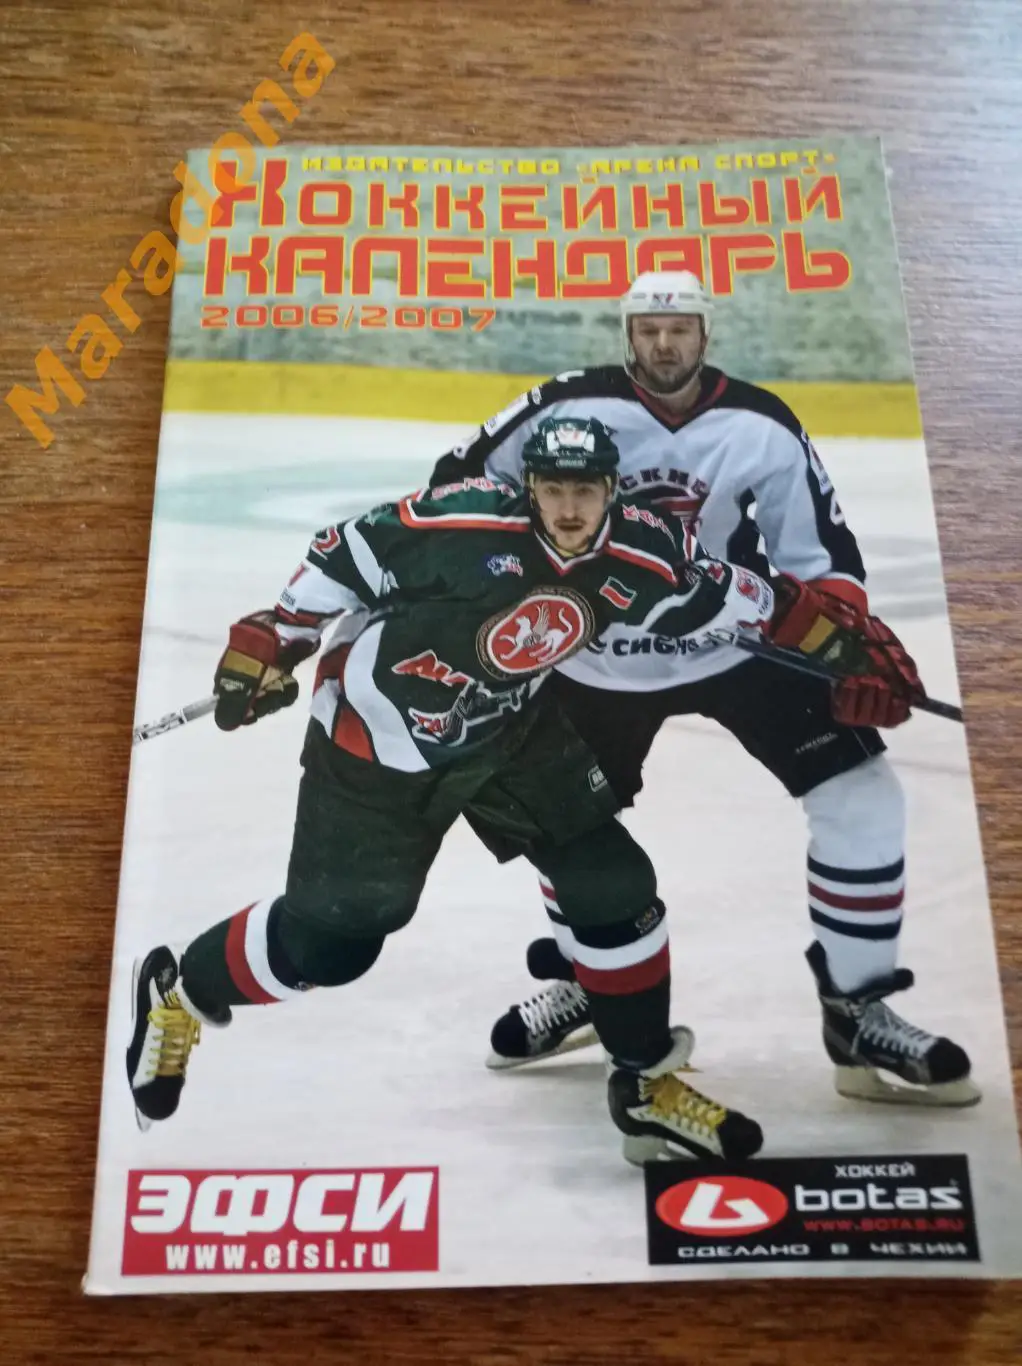 Maradona
ИЗДАТЕЛЬСТВО «АРЕНА СПОРТ»
ХОККЕЙНЫЙ
КАЛЕНДАРЬ
2006/2007
ЭФСИ
www.efsi.ru
ХОККЕЙ
botas
WWW.BOTAS.RU
СДЕЛАНО В ЧЕХИИ